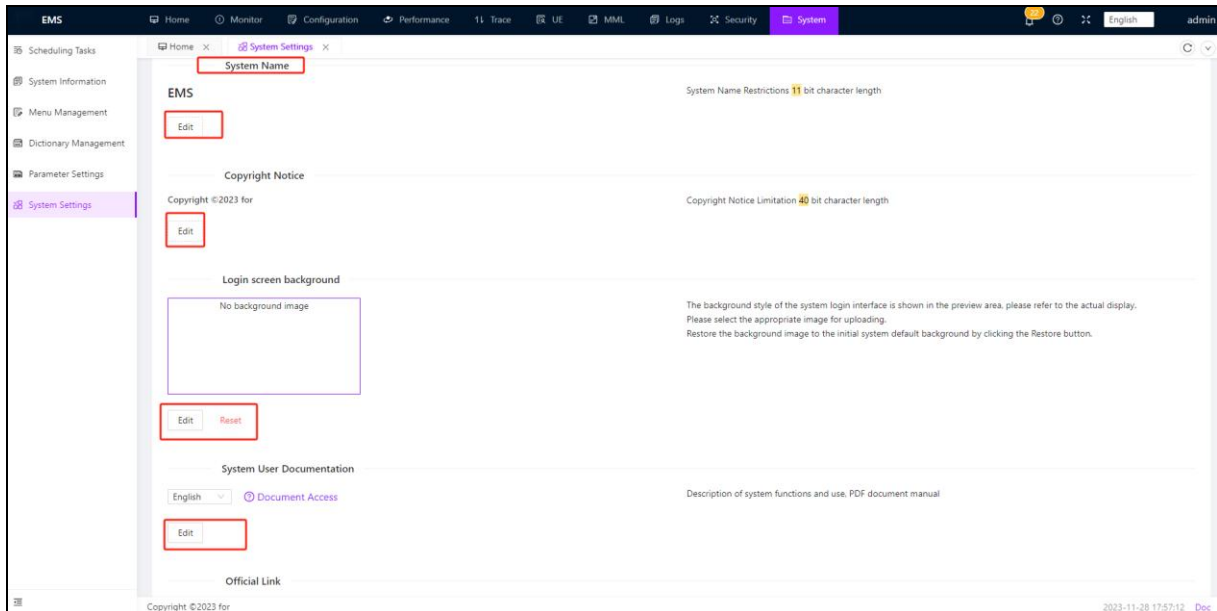 EMS Home Monitor Configuration Performance Trace UE MML Logs Security System 22 English admin
Scheduling Tasks
System Information
Menu Management
Dictionary Management
Parameter Settings
System Settings
Home System Settings
System Name
EMS System Name Restrictions 11 bit character length
Edit
Copyright Notice
Copyright ©2023 for Copyright Notice Limitation 40 bit character length
Edit
Login screen background
No background image The background style of the system login interface is shown in the preview area, please refer to the actual display.
Please select the appropriate image for uploading.
Restore the background image to the initial system default background by clicking the Restore button.
Edit Reset
System User Documentation
English Document Access Description of system functions and use, PDF document manual
Edit
Official Link
Copyright ©2023 for 2023-11-28 17:57:12 Doc